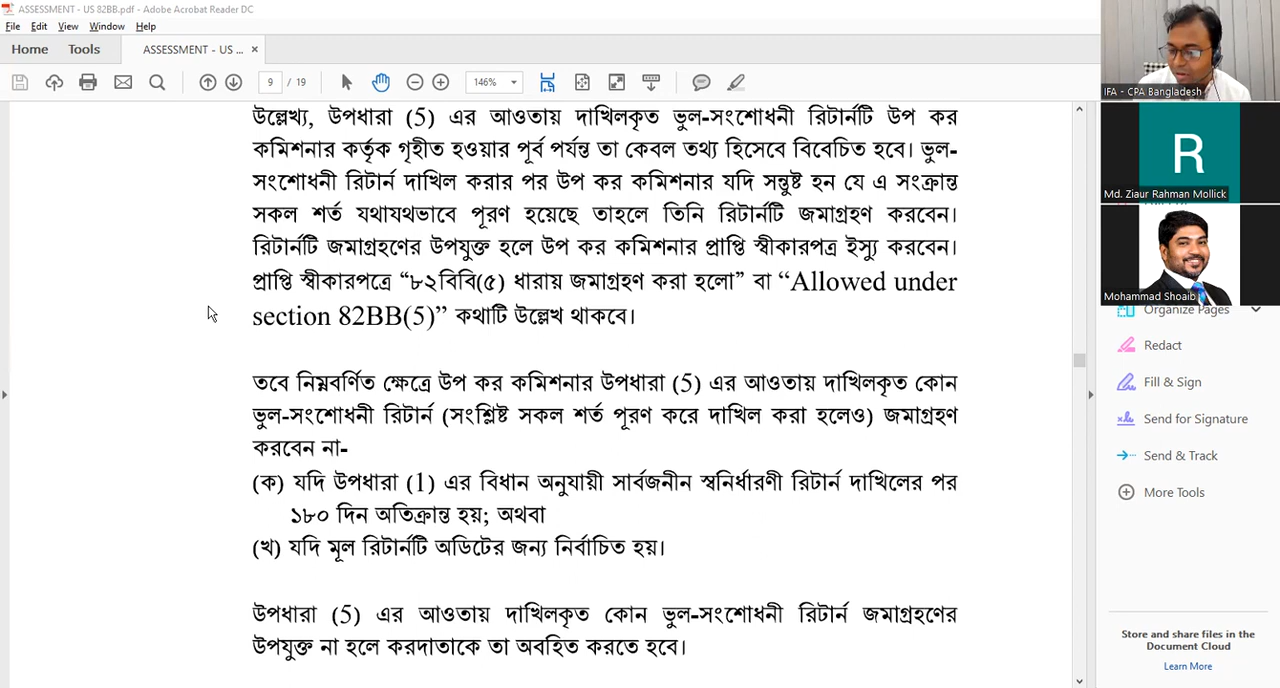 ASSESSMENT - US 82BB.pdf - Adobe Acrobat Reader DC
File Edit View Window Help
Home Tools ASSESSMENT - US ... ×
9 / 19 146%
উল্লেখ্য, উপধারা (5) এর আওতায় দাখিলকৃত ভুল-সংশোধনী রিটার্নটি উপ কর
কমিশনার কর্তৃক গৃহীত হওয়ার পূর্ব পর্যন্ত তা কেবল তথ্য হিসেবে বিবেচিত হবে। ভুল-
সংশোধনী রিটার্ন দাখিল করার পর উপ কর কমিশনার যদি সন্তুষ্ট হন যে এ সংক্রান্ত
সকল শর্ত যথাযথভাবে পূরণ হয়েছে তাহলে তিনি রিটার্নটি জমাগ্রহণ করবেন।
রিটার্নটি জমাগ্রহণের উপযুক্ত হলে উপ কর কমিশনার প্রাপ্তি স্বীকারপত্র ইস্যু করবেন।
প্রাপ্তি স্বীকারপত্রে “৮২বিবি(৫) ধারায় জমাগ্রহণ করা হলো” বা “Allowed under
section 82BB(5)” কথাটি উল্লেখ থাকবে।
তবে নিম্নবর্ণিত ক্ষেত্রে উপ কর কমিশনার উপধারা (5) এর আওতায় দাখিলকৃত কোন
ভুল-সংশোধনী রিটার্ন (সংশ্লিষ্ট সকল শর্ত পূরণ করে দাখিল করা হলেও) জমাগ্রহণ
করবেন না-
(ক) যদি উপধারা (1) এর বিধান অনুযায়ী সার্বজনীন স্বনির্ধারণী রিটার্ন দাখিলের পর
১৮০ দিন অতিক্রান্ত হয়; অথবা
(খ) যদি মূল রিটার্নটি অডিটের জন্য নির্বাচিত হয়।
উপধারা (5) এর আওতায় দাখিলকৃত কোন ভুল-সংশোধনী রিটার্ন জমাগ্রহণের
উপযুক্ত না হলে করদাতাকে তা অবহিত করতে হবে।
IFA - CPA Bangladesh
R
Md. Ziaur Rahman Mollick
Mohammad Shoaib
Organize Pages
Redact
Fill & Sign
Send for Signature
Send & Track
More Tools
Store and share files in the
Document Cloud
Learn More